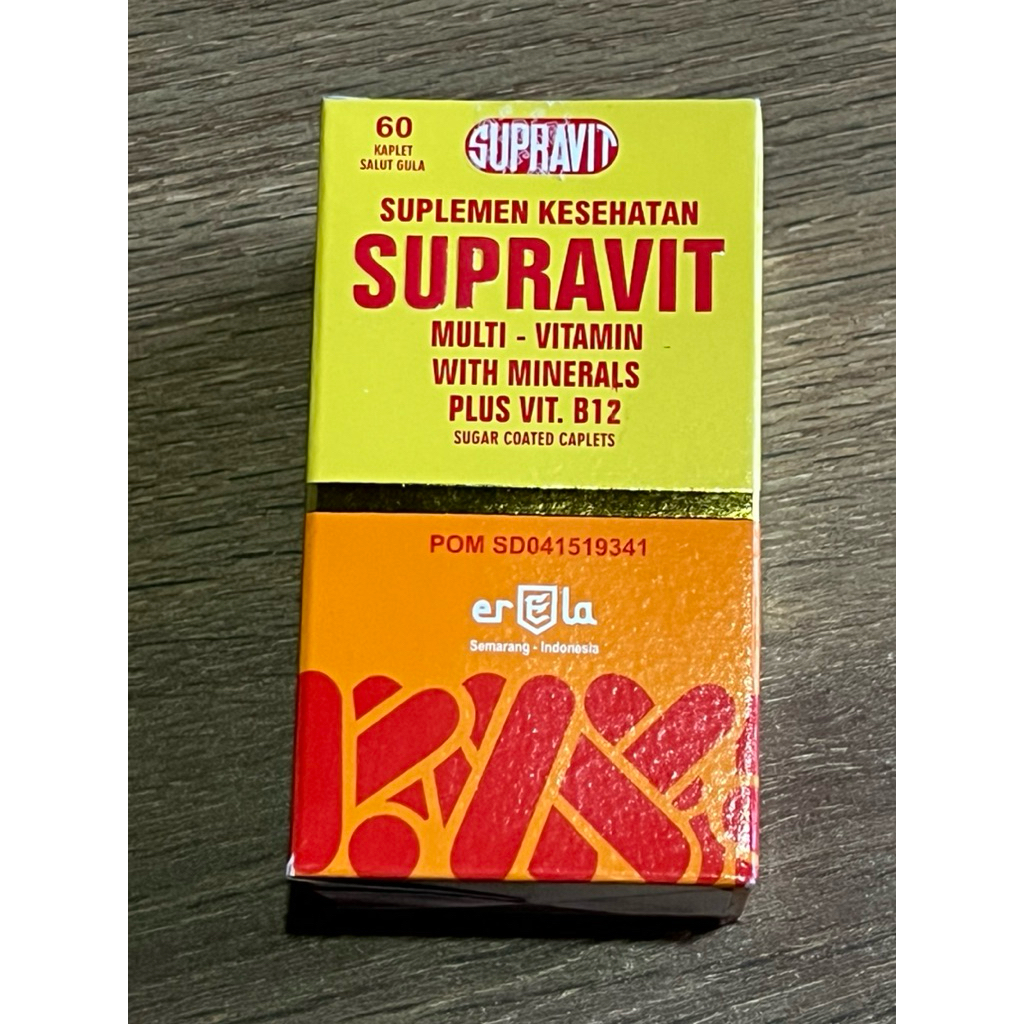 60
KAPLET
SALUT GULA
SUPRAVIT
SUPLEMEN KESEHATAN
SUPRAVIT
MULTI - VITAMIN
WITH MINERALS
PLUS VIT. B12
SUGAR COATED CAPLETS
POM SD041519341
erEla
Semarang - Indonesia